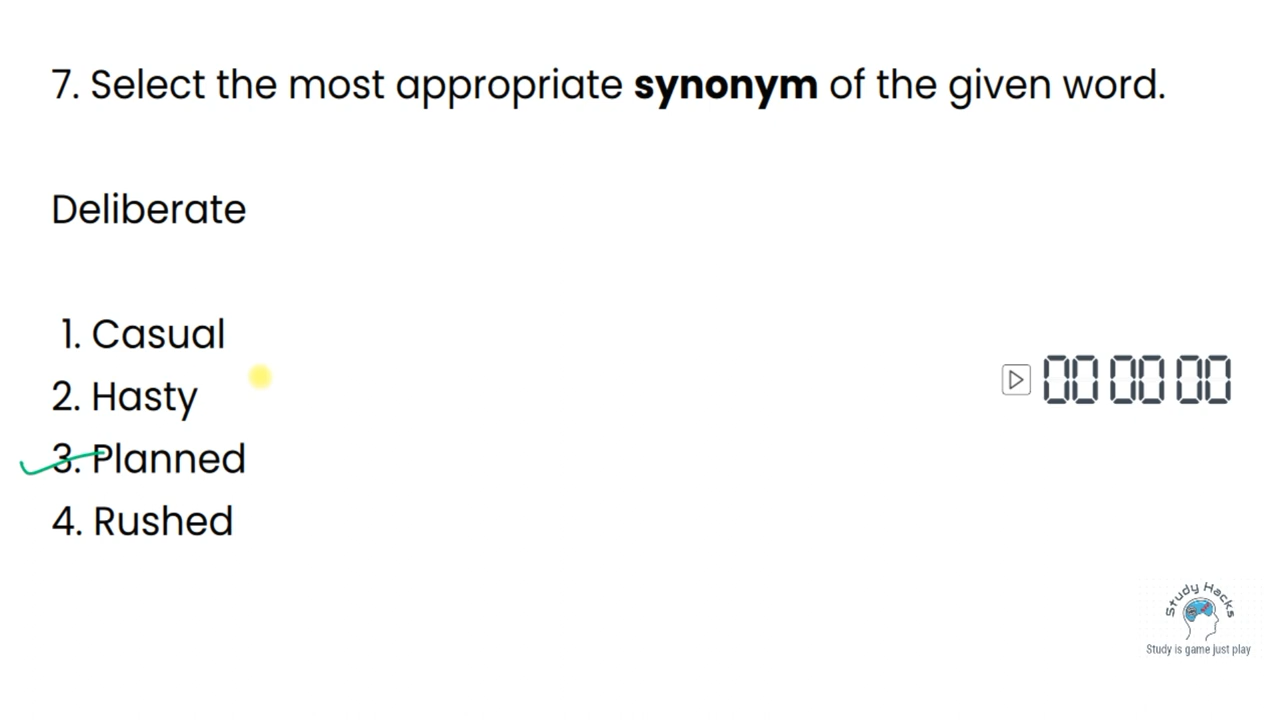 7. Select the most appropriate synonym of the given word.
Deliberate
1. Casual
2. Hasty
3. Planned
4. Rushed
00 00 00
Study Hacks
Study is game just play